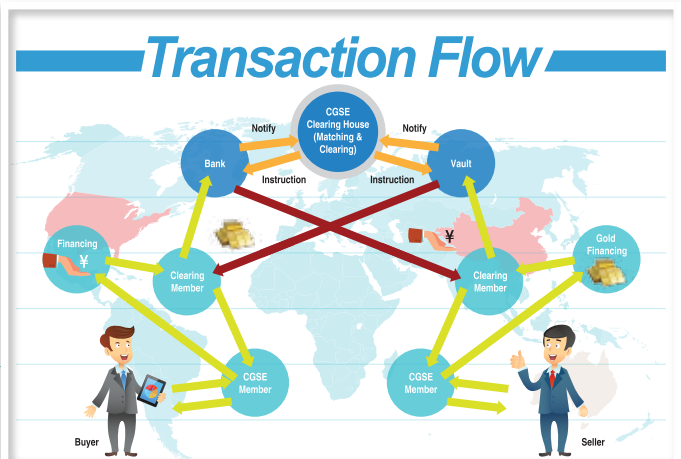 Transaction Flow
CGSE
Clearing House
(Matching &
Clearing)
Notify
Notify
Bank
Vault
Instruction
Instruction
Financing
¥
¥
Gold
Financing
Clearing
Member
Clearing
Member
CGSE
Member
CGSE
Member
Buyer
Seller